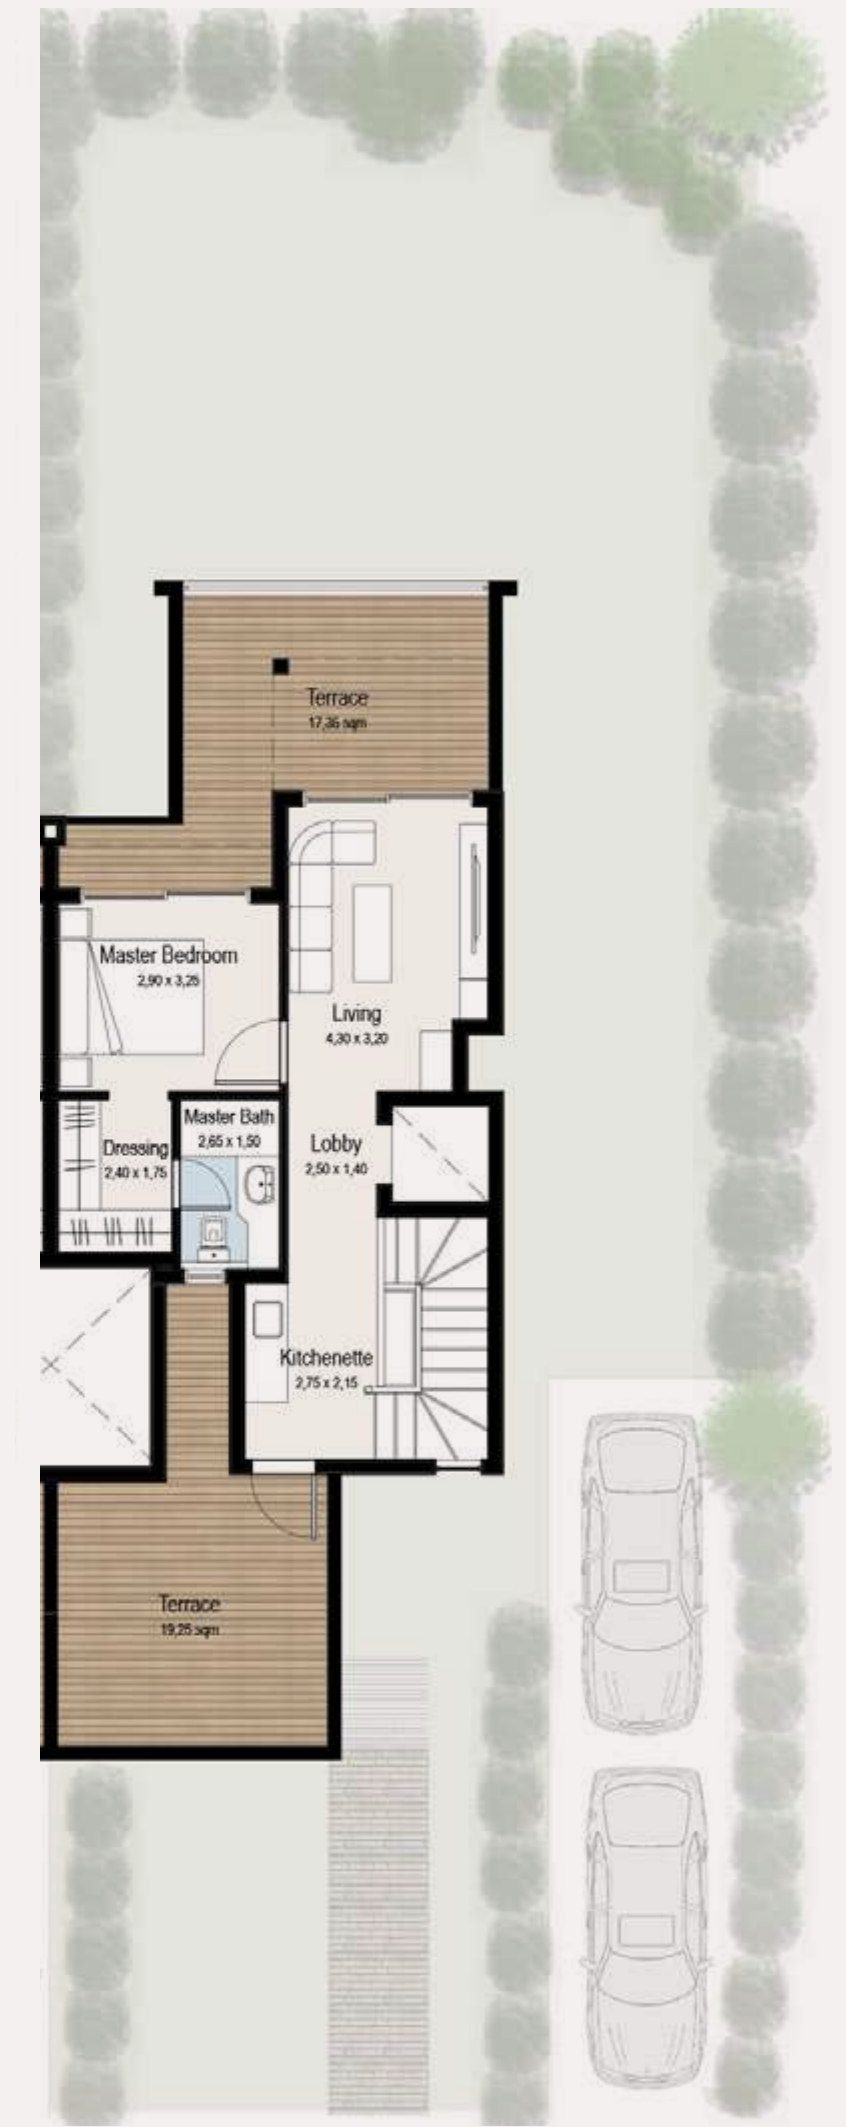 Terrace
17,35 sqm
Master Bedroom
2,90 x 3,25
Living
4,30 x 3,20
Master Bath
2,65 x 1,50
Dressing
2,40 x 1,75
Lobby
2,50 x 1,40
Kitchenette
2,75 x 2,15
Terrace
19,25 sqm